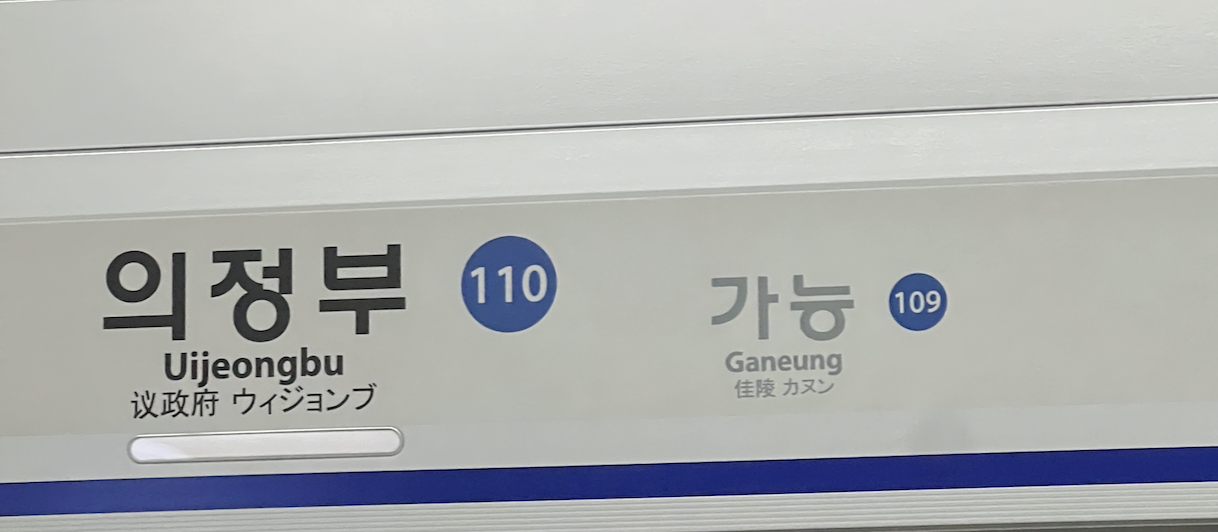 의정부 110
Uijeongbu
议政府 ウィジョンブ
가능 109
Ganeung
佳陵 カヌン